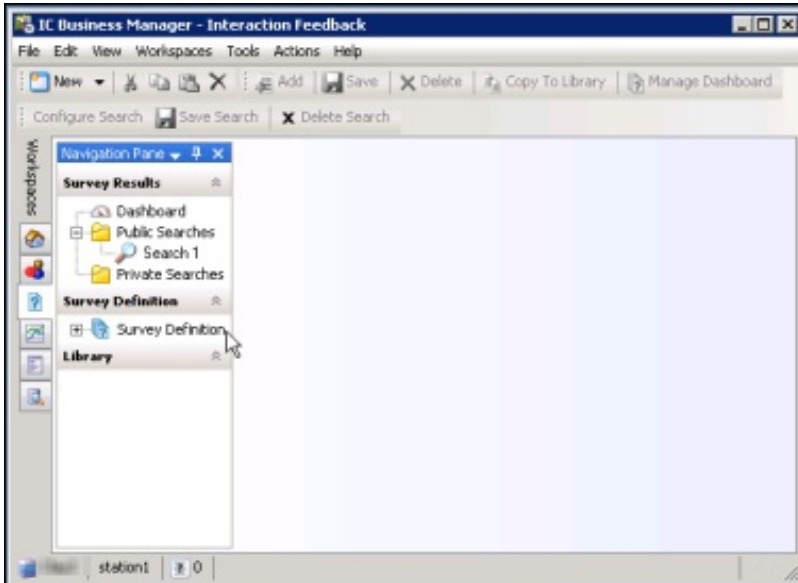 IC Business Manager - Interaction Feedback
File Edit View Workspaces Tools Actions Help
New Add Save Delete Copy To Library Manage Dashboard
Configure Search Save Search Delete Search
Workspaces
Navigation Pane
Survey Results
Dashboard
Public Searches
Search 1
Private Searches
Survey Definition
Survey Definition
Library
station1 0